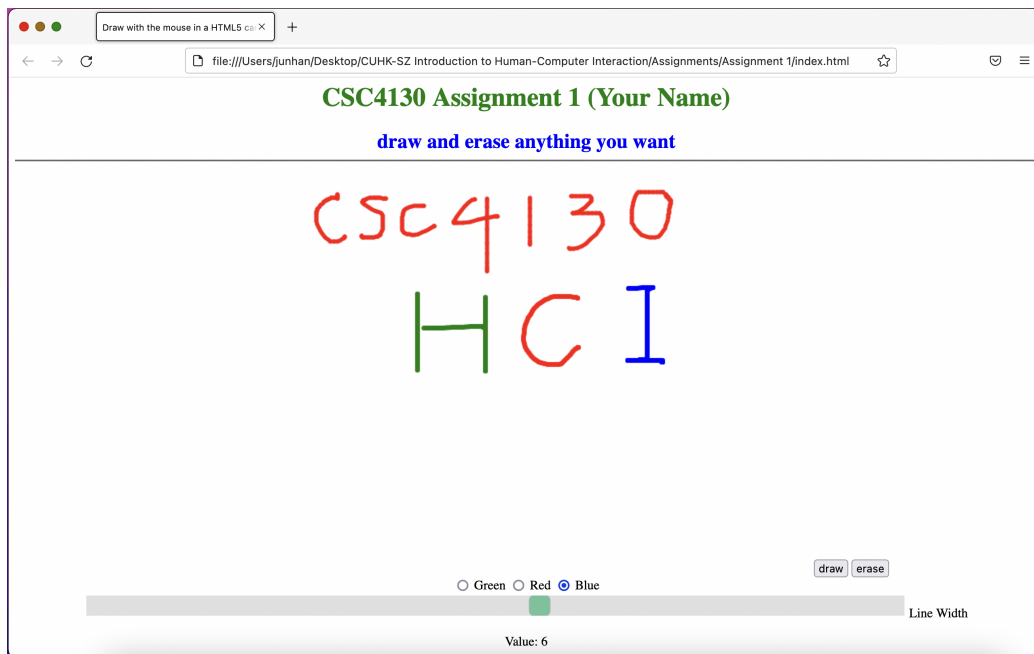 Draw with the mouse in a HTML5 ca
file:///Users/junhan/Desktop/CUHK-SZ Introduction to Human-Computer Interaction/Assignments/Assignment 1/index.html
CSC4130 Assignment 1 (Your Name)
draw and erase anything you want
CSC4130
HCI
draw erase
Green Red Blue
Line Width
Value: 6